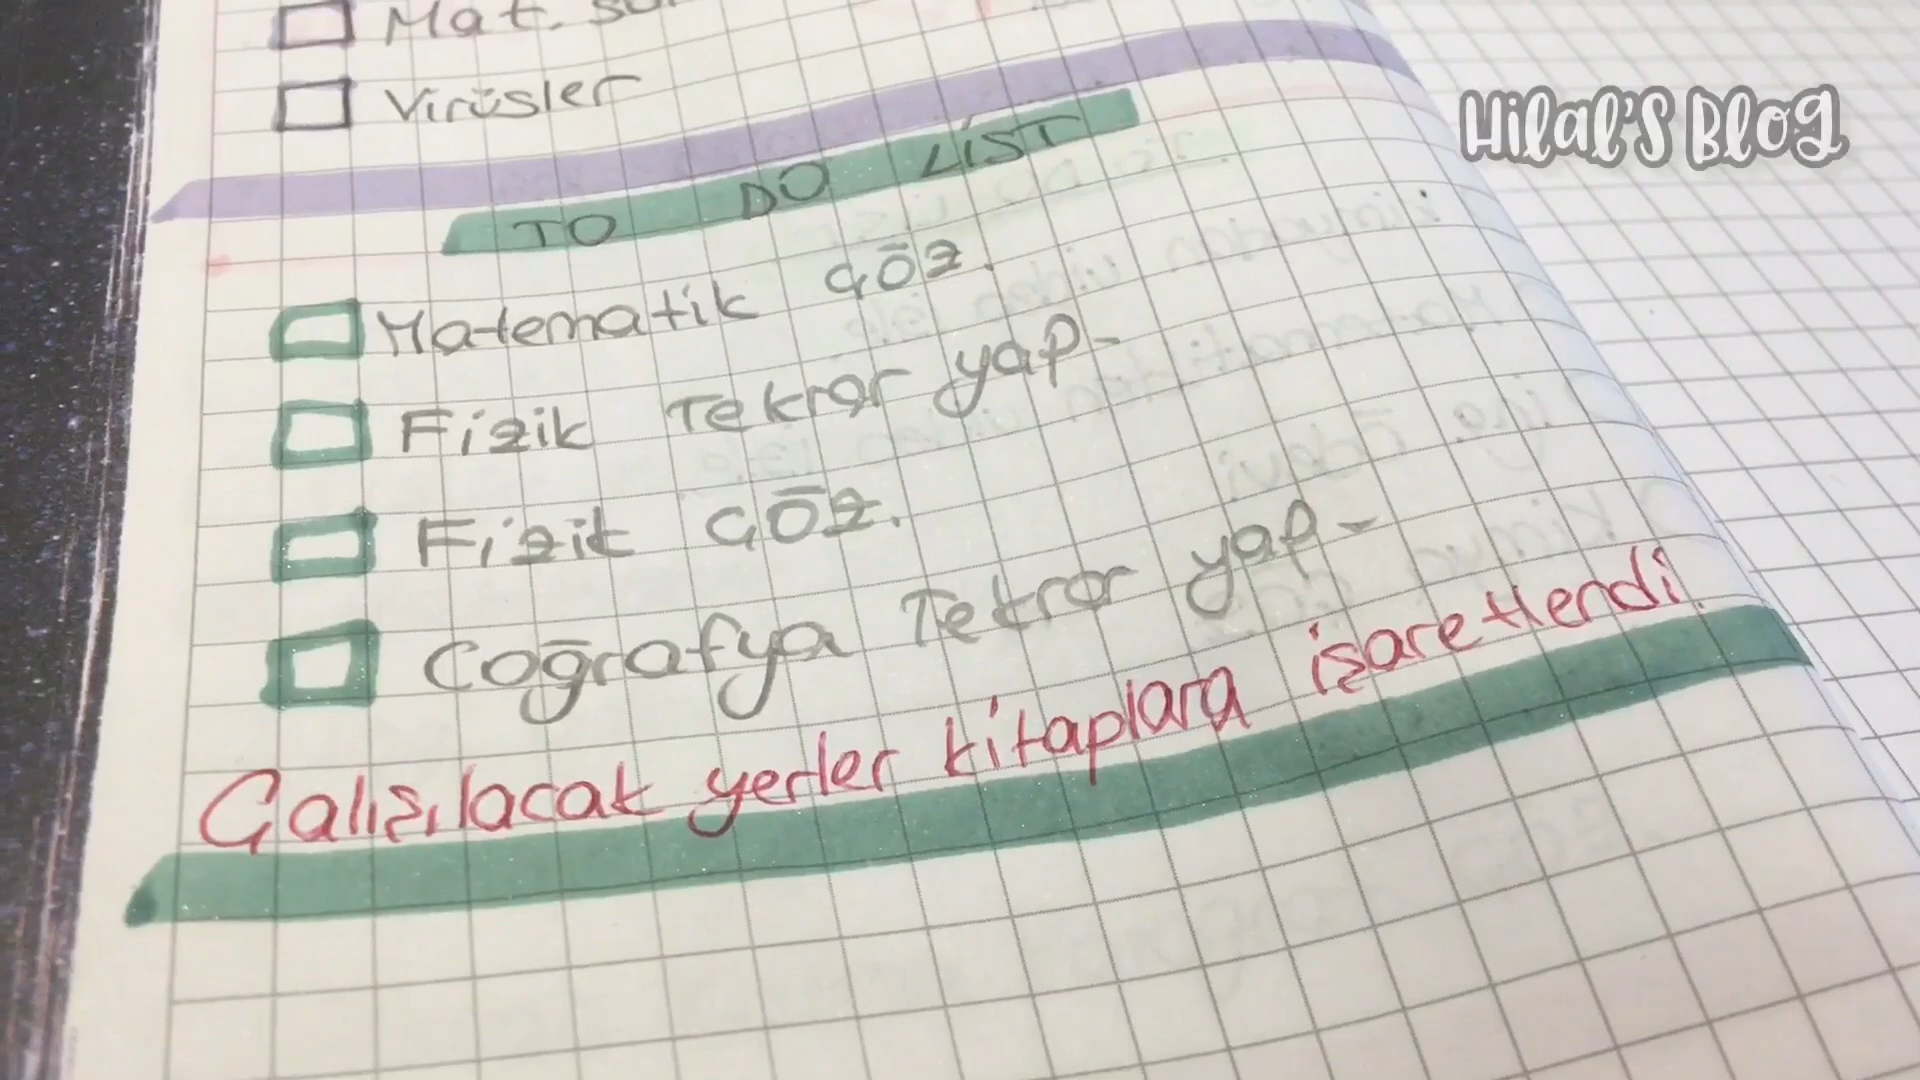 Mat.
Virüsler
Hilal's Blog
TO DO LİST
Matematik çöz.
Fizik Tekrar yap-
Fizik çöz.
Coğrafya Tekrar yap-
Çalışılacak yerler kitaplara işaretlendi.